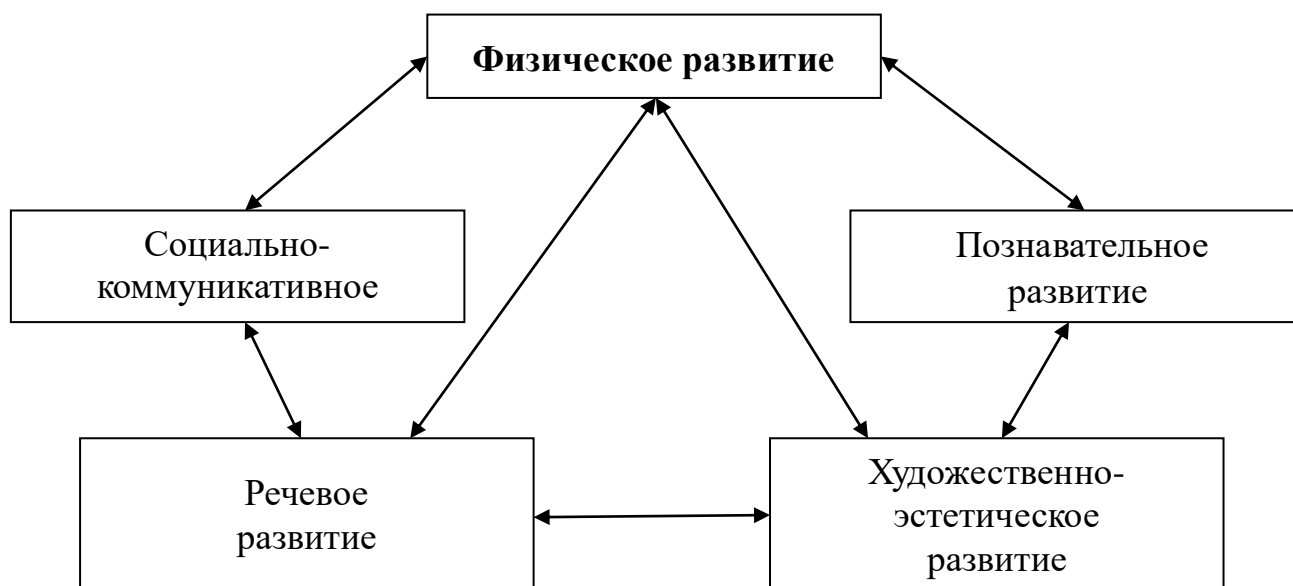 Физическое развитие
Социально-
коммуникативное
Познавательное
развитие
Речевое
развитие
Художественно-
эстетическое
развитие